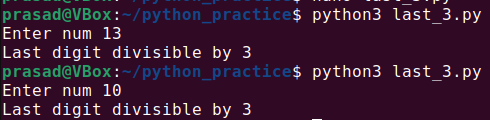 prasad@VBox:~/python_practice$ python3 last_3.py
Enter num 13
Last digit divisible by 3
prasad@VBox:~/python_practice$ python3 last_3.py
Enter num 10
Last digit divisible by 3